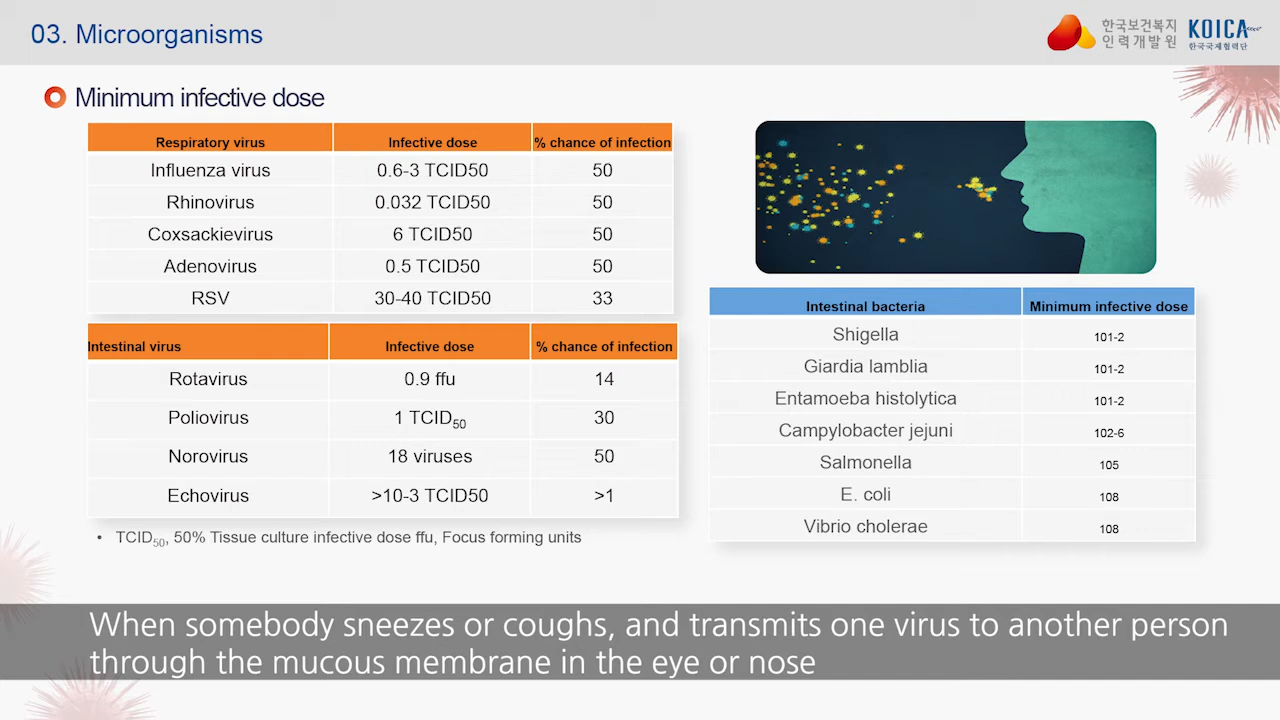 03. Microorganisms
한국보건복지
인력개발원
KOICA
한국국제협력단
Minimum infective dose
Respiratory virus Infective dose % chance of infection
Influenza virus 0.6-3 TCID50 50
Rhinovirus 0.032 TCID50 50
Coxsackievirus 6 TCID50 50
Adenovirus 0.5 TCID50 50
RSV 30-40 TCID50 33
Intestinal virus Infective dose % chance of infection
Rotavirus 0.9 ffu 14
Poliovirus 1 TCID50 30
Norovirus 18 viruses 50
Echovirus >10-3 TCID50 >1
• TCID50, 50% Tissue culture infective dose ffu, Focus forming units
Intestinal bacteria Minimum infective dose
Shigella 101-2
Giardia lamblia 101-2
Entamoeba histolytica 101-2
Campylobacter jejuni 102-6
Salmonella 105
E. coli 108
Vibrio cholerae 108
When somebody sneezes or coughs, and transmits one virus to another person
through the mucous membrane in the eye or nose